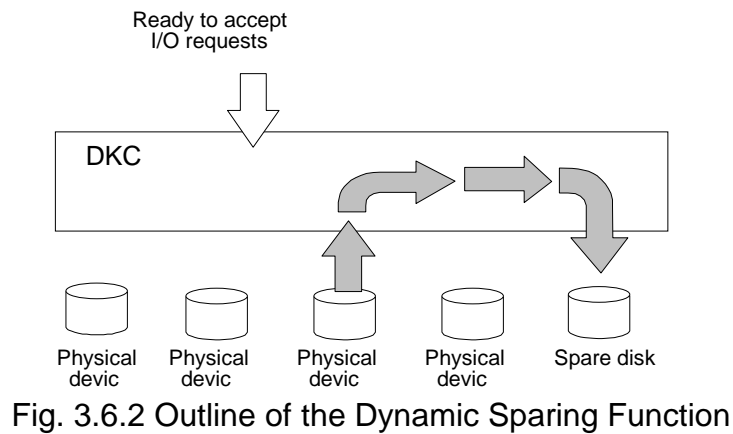 Ready to accept
I/O requests
DKC
Physical
devic
Physical
devic
Physical
devic
Physical
devic
Spare disk
Fig. 3.6.2 Outline of the Dynamic Sparing Function